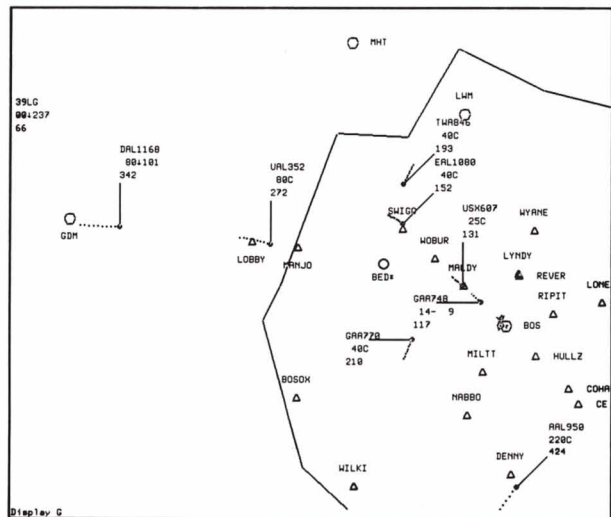 MHT
39LG
00↓237
66
LWM
TWA846
40C
193
DAL1168
80↓101
342
UAL352
80C
272
EAL1080
40C
152
USX607
25C
131
SWIGO
WYANE
GDM
LOBBY
MANJO
WOBUR
BED
MALDY
LYNDY
REVER
LONE
GAA748
14- 9
117
RIPIT
BOS
GAA770
40C
210
MILTT
HULLZ
BOSOX
NABBO
COHA
CE
AAL950
220C
424
WILKI
DENNY
Display G